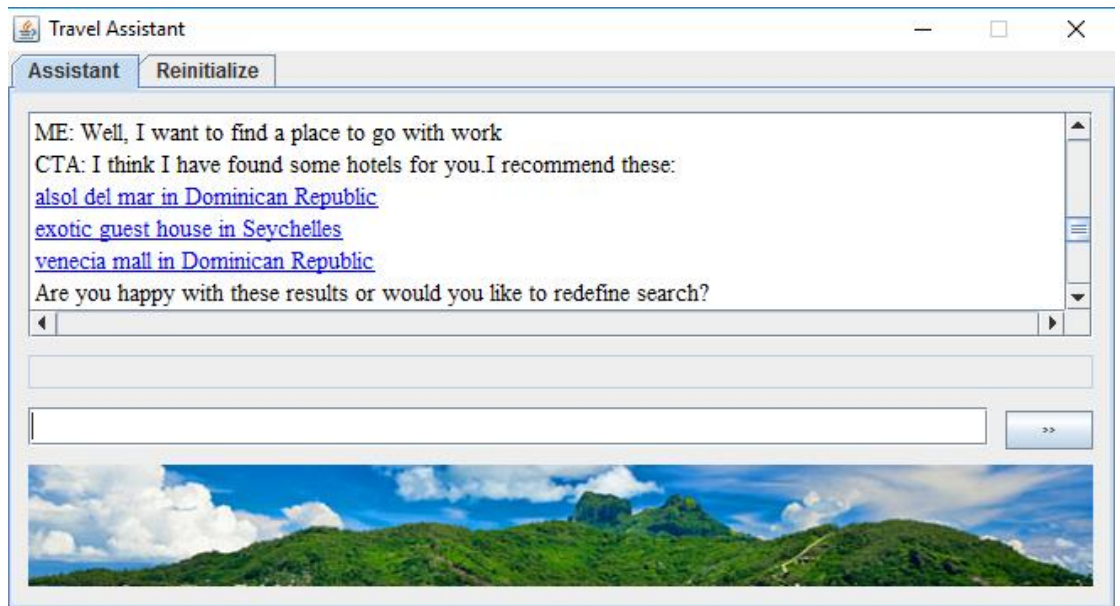 Travel Assistant
Assistant
Reinitialize
ME: Well, I want to find a place to go with work
CTA: I think I have found some hotels for you.I recommend these:
alsol del mar in Dominican Republic
exotic guest house in Seychelles
venecia mall in Dominican Republic
Are you happy with these results or would you like to redefine search?
>>